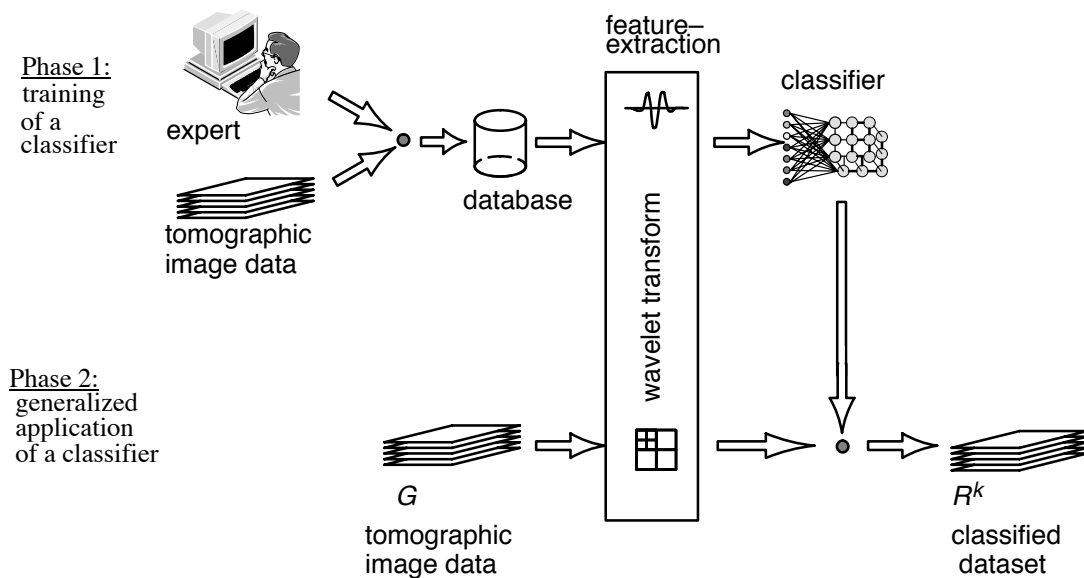 feature–
extraction
Phase 1:
training
of a
classifier
expert
classifier
database
tomographic
image data
wavelet transform
Phase 2:
generalized
application
of a classifier
G
tomographic
image data
R^k
classified
dataset